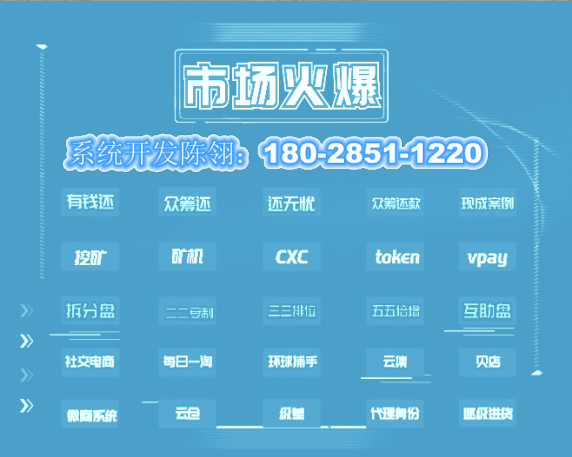 市场火爆
系统开发陈翎：180-2851-1220
有钱还 众筹还 还无忧 众筹还款 现成案例
挖矿 矿机 CXC token vpay
拆分盘 二二复制 三三排位 五五倍增 互助盘
社交电商 每日一淘 环球捕手 云集 贝店
微商系统 云仓 级差 代理身份 逐级进货